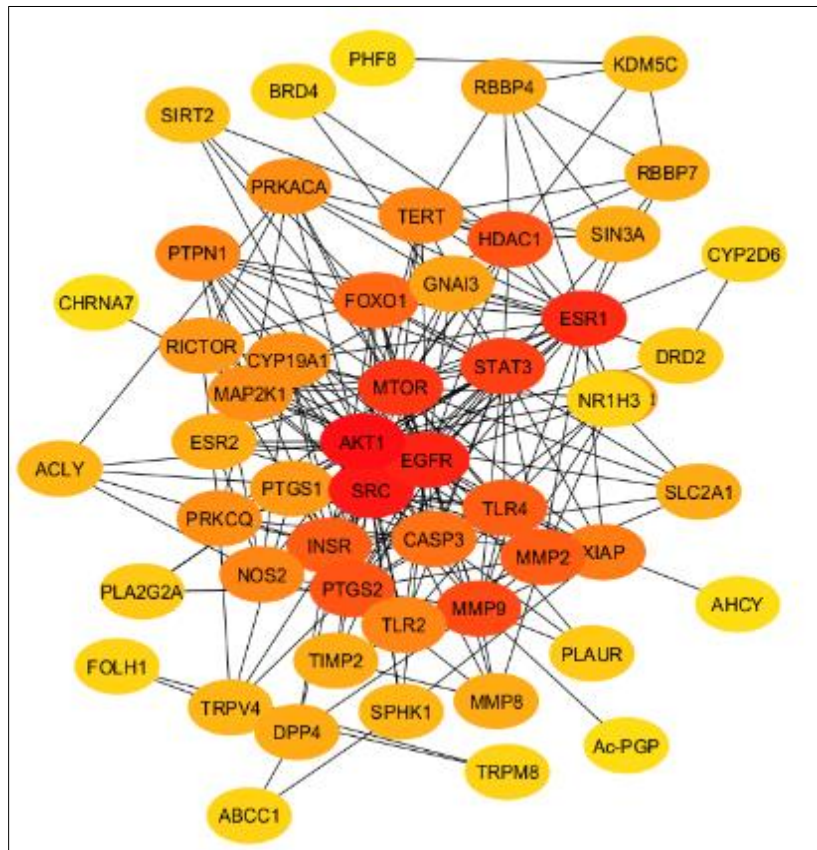 PHF8
KDM5C
BRD4
RBBP4
SIRT2
PRKACA
RBBP7
TERT
HDAC1
SIN3A
PTPN1
CYP2D6
GNAI3
CHRNA7
FOXO1
ESR1
RICTOR
CYP19A1
STAT3
DRD2
MTOR
MAP2K1
NR1H3
ESR2
AKT1
EGFR
ACLY
PTGS1
SRC
SLC2A1
TLR4
PRKCQ
INSR
CASP3
MMP2
XIAP
NOS2
PLA2G2A
PTGS2
MMP9
AHCY
TLR2
FOLH1
TIMP2
PLAUR
TRPV4
SPHK1
MMP8
DPP4
Ac-PGP
TRPM8
ABCC1